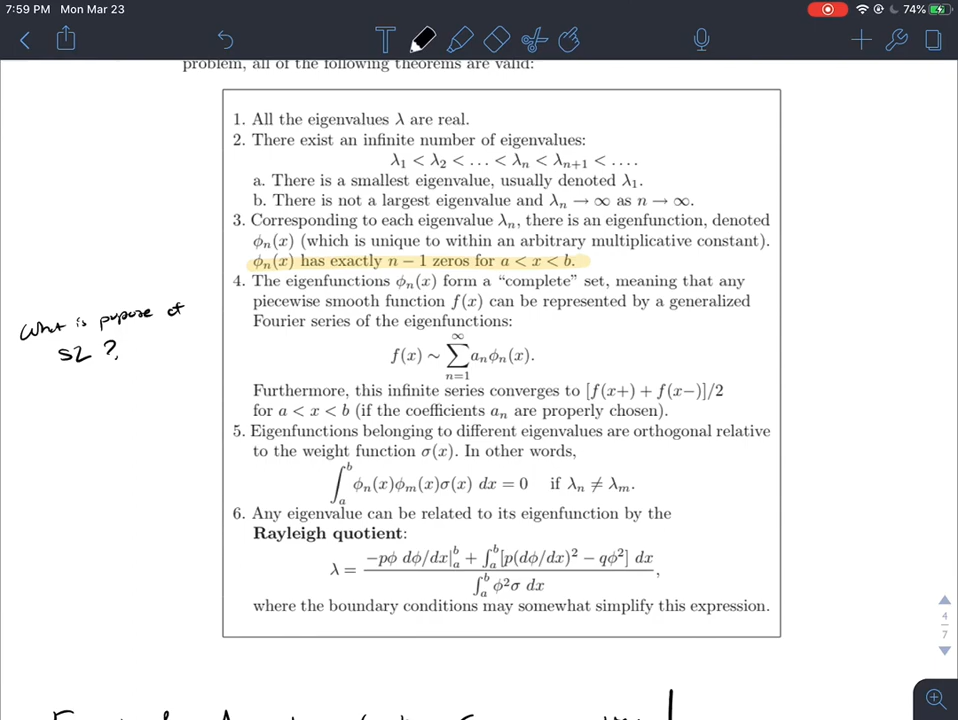 7:59 PM Mon Mar 23
74%
T
problem, all of the following theorems are valid:
1. All the eigenvalues λ are real.
2. There exist an infinite number of eigenvalues:
λ₁ < λ₂ < … < λₙ < λₙ₊₁ < ….
a. There is a smallest eigenvalue, usually denoted λ₁.
b. There is not a largest eigenvalue and λₙ → ∞ as n → ∞.
3. Corresponding to each eigenvalue λₙ, there is an eigenfunction, denoted
ϕₙ(x) (which is unique to within an arbitrary multiplicative constant).
ϕₙ(x) has exactly n − 1 zeros for a < x < b.
4. The eigenfunctions ϕₙ(x) form a “complete” set, meaning that any
piecewise smooth function f(x) can be represented by a generalized
Fourier series of the eigenfunctions:
f(x) ∼ ∑_{n=1}^{∞} aₙϕₙ(x).
Furthermore, this infinite series converges to [f(x+) + f(x−)]/2
for a < x < b (if the coefficients aₙ are properly chosen).
5. Eigenfunctions belonging to different eigenvalues are orthogonal relative
to the weight function σ(x). In other words,
∫_a^b ϕₙ(x)ϕₘ(x)σ(x) dx = 0 if λₙ ≠ λₘ.
6. Any eigenvalue can be related to its eigenfunction by the
Rayleigh quotient:
λ = (−pϕ dϕ/dx|_a^b + ∫_a^b [p(dϕ/dx)² − qϕ²] dx) / (∫_a^b ϕ²σ dx),
where the boundary conditions may somewhat simplify this expression.
What is pupose of
SL ?
4
7